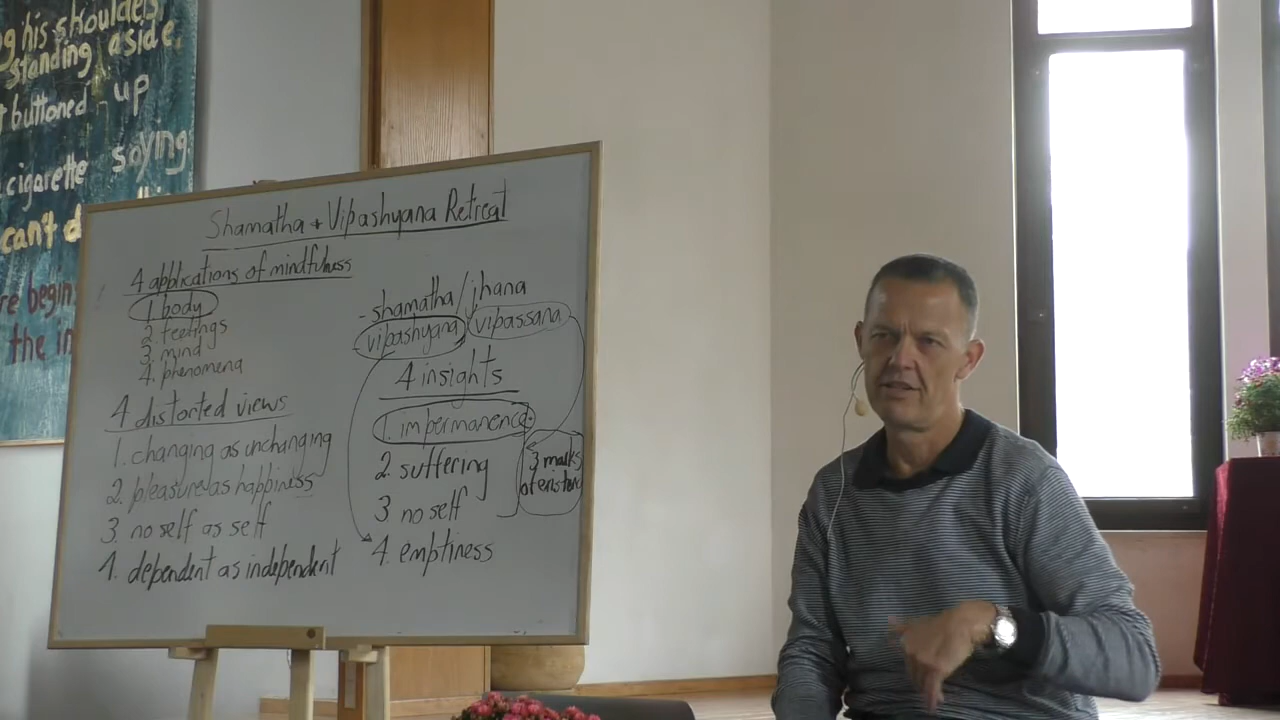 g his shoulders,
standing aside,
buttoned - up
cigarette saying
can't d
re begin
the in
Shamatha + Vipashyana Retreat
4 applications of mindfulness
1. body
2. feelings
3. mind
4. phenomena
4 distorted views
1. changing as unchanging
2. pleasure as happiness
3. no self as self
4. dependent as independent
- shamatha/jhana
- vipashyana vipassana
4 insights
1. impermanence
2. suffering
3 no self
4. emptiness
3 marks
of existence